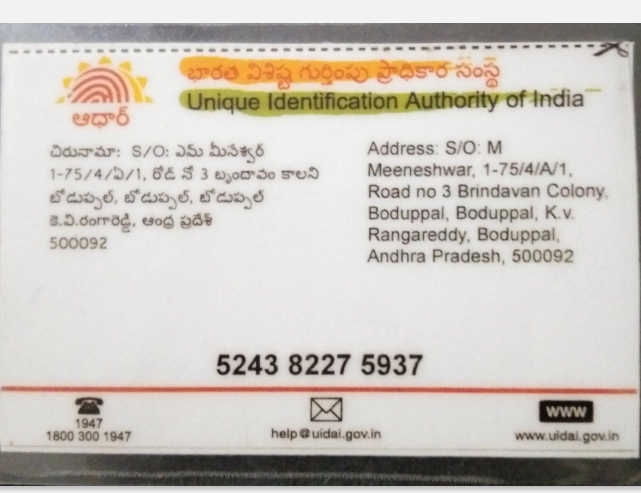 భారత విశిష్ట గుర్తింపు ప్రాధికార సంస్థ
Unique Identification Authority of India
ఆధార్
చిరునామా: S/O: ఎమ్ మీసేశ్వర్
1-75/4/ఏ/1, రోడ్ నో 3 బృందావం కాలని
బోడుప్పల్, బోడుప్పల్, బోడుప్పల్
కె.వి.రంగారెడ్డి, ఆంధ్ర ప్రదేశ్
500092
Address: S/O: M
Meeneshwar, 1-75/4/A/1,
Road no 3 Brindavan Colony,
Boduppal, Boduppal, K.v.
Rangareddy, Boduppal,
Andhra Pradesh, 500092
5243 8227 5937
1947
1800 300 1947
help@uidai.gov.in
www
www.uidai.gov.in